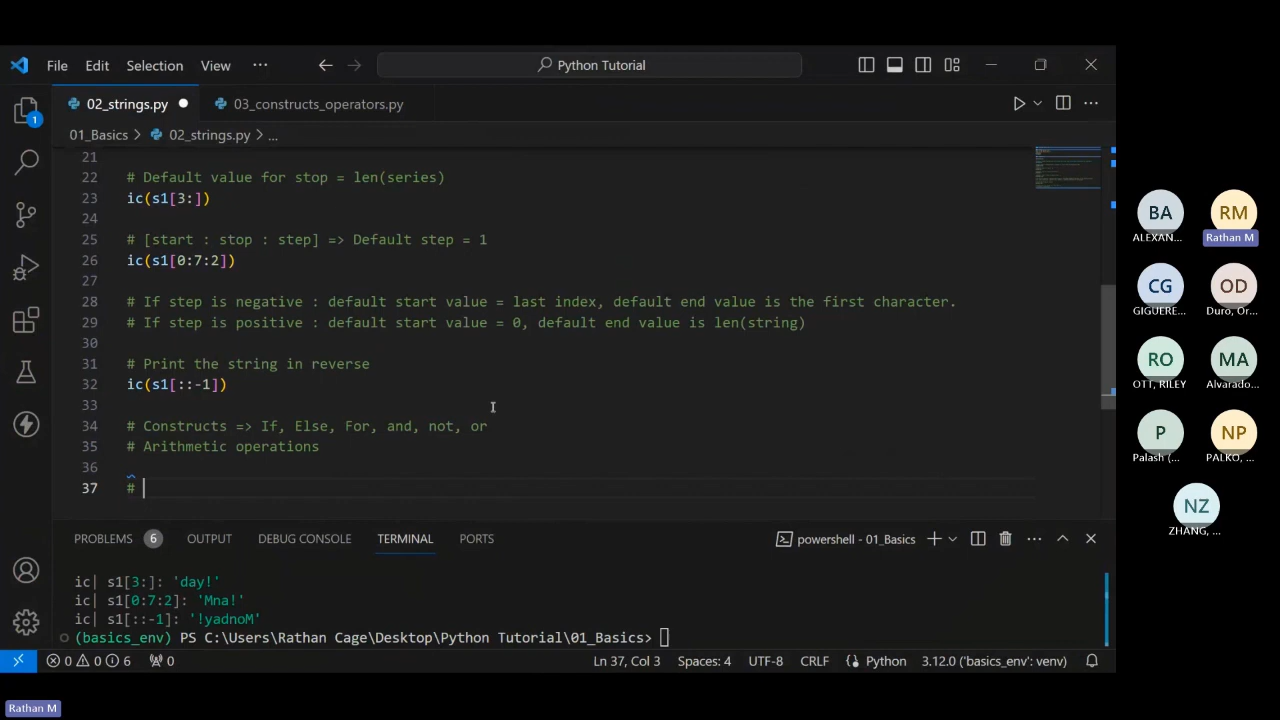 File Edit Selection View ··· Python Tutorial
02_strings.py 03_constructs_operators.py
01_Basics > 02_strings.py > ...
21
22 # Default value for stop = len(series)
23 ic(s1[3:])
24
25 # [start : stop : step] => Default step = 1
26 ic(s1[0:7:2])
27
28 # If step is negative : default start value = last index, default end value is the first character.
29 # If step is positive : default start value = 0, default end value is len(string)
30
31 # Print the string in reverse
32 ic(s1[::-1])
33
34 # Constructs => If, Else, For, and, not, or
35 # Arithmetic operations
36
37 #
PROBLEMS 6 OUTPUT DEBUG CONSOLE TERMINAL PORTS powershell - 01_Basics
ic| s1[3:]: 'day!'
ic| s1[0:7:2]: 'Mna!'
ic| s1[::-1]: '!yadnoM'
(basics_env) PS C:\Users\Rathan Cage\Desktop\Python Tutorial\01_Basics>
0 0 6 0 Ln 37, Col 3 Spaces: 4 UTF-8 CRLF Python 3.12.0 ('basics_env': venv)
1
BA RM
ALEXAN... Rathan M
CG OD
GIGUERE... Duro, Or...
RO MA
OTT, RILEY Alvarado...
P NP
Palash (... PALKO, ...
NZ
ZHANG, ...
Rathan M